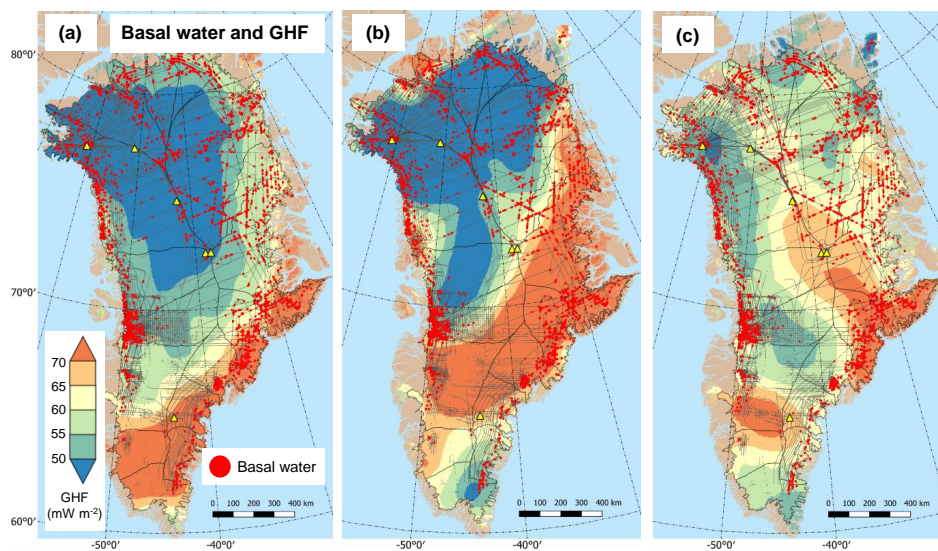 (a) Basal water and GHF
(b)
(c)
80°0'
70°0'
60°0'
70
65
60
55
50
GHF
(mW m-2)
Basal water
0 100 200 300 400 km
0 100 200 300 400 km
0 100 200 300 400 km
-50°0' -40°0'
-50°0' -40°0'
-50°0' -40°0'